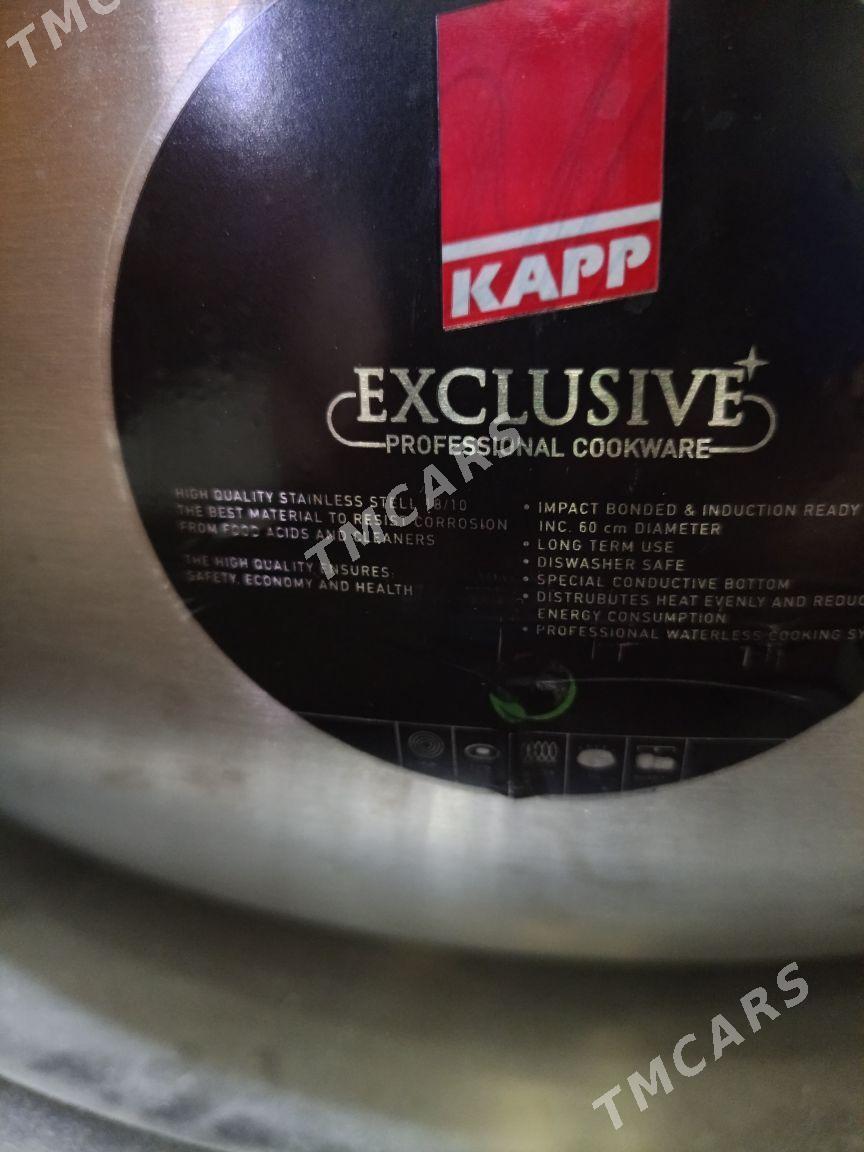 TMCARS
KAPP
EXCLUSIVE+
PROFESSIONAL COOKWARE
HIGH QUALITY STAINLESS STELL 8/10
THE BEST MATERIAL TO RESIST CORROSION
FROM FOOD ACIDS AND CLEANERS
THE HIGH QUALITY ENSURES:
SAFETY, ECONOMY AND HEALTH
• IMPACT BONDED & INDUCTION READY
INC. 60 cm DIAMETER
• LONG TERM USE
• DISWASHER SAFE
• SPECIAL CONDUCTIVE BOTTOM
• DISTRUBUTES HEAT EVENLY AND REDUC
ENERGY CONSUMPTION
• PROFESSIONAL WATERLESS COOKING SY
TMCARS
TMCARS